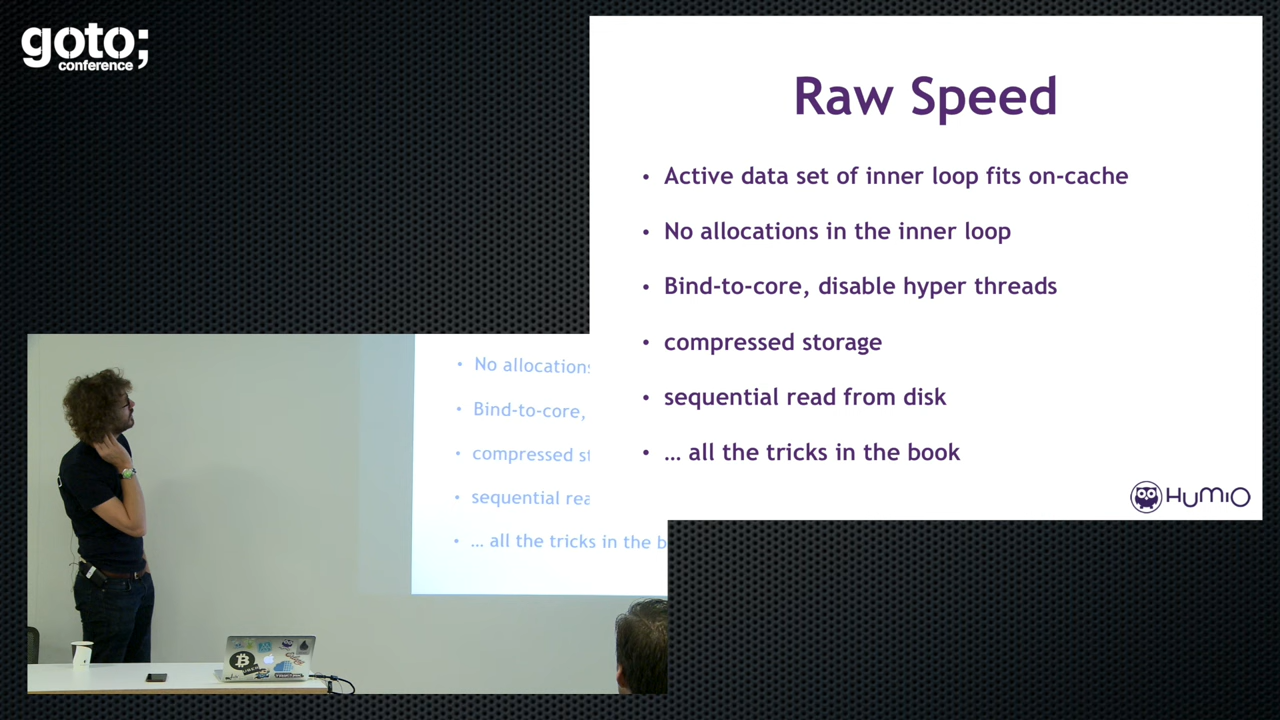 goto;
conference
Raw Speed
• Active data set of inner loop fits on-cache
• No allocations in the inner loop
• Bind-to-core, disable hyper threads
• compressed storage
• sequential read from disk
• … all the tricks in the book
HUMIO
• No allocations
• Bind-to-core,
• compressed st
• sequential rea
• … all the tricks in the b